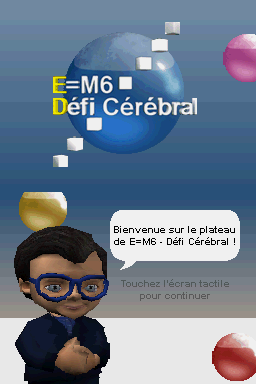 E=M6
Défi Cérébral
Bienvenue sur le plateau
de E=M6 - Défi Cérébral !
Touchez l'écran tactile
pour continuer